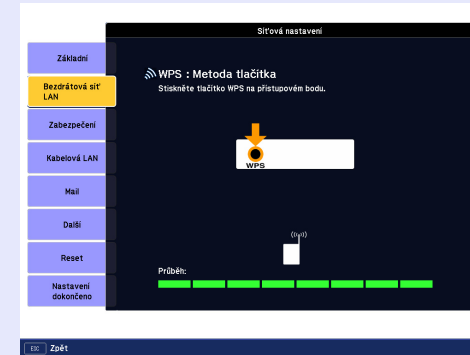 Síťová nastavení
Základní
Bezdrátová síť
LAN
Zabezpečení
Kabelová LAN
Mail
Další
Reset
Nastavení
dokončeno
WPS : Metoda tlačítka
Stiskněte tlačítko WPS na přístupovém bodu.
WPS
Průběh:
ESC Zpět